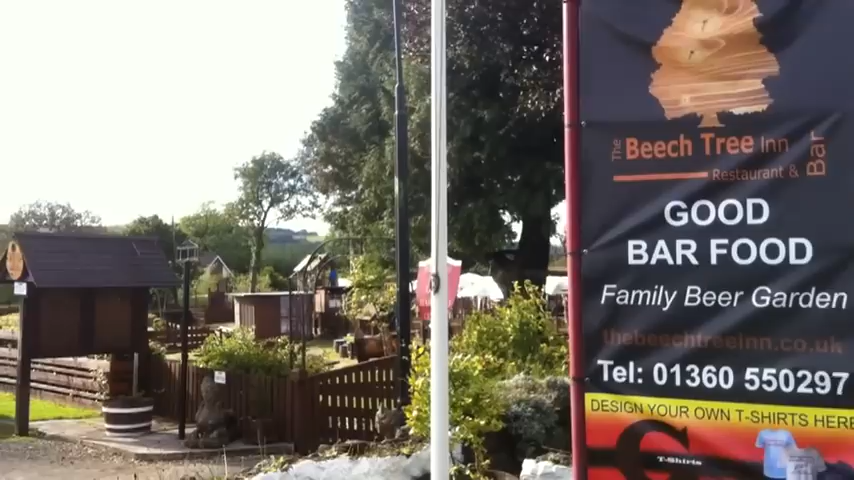 The Beech Tree Inn
Restaurant & Bar
GOOD
BAR FOOD
Family Beer Garden
thebeechtreeinn.co.uk
Tel: 01360 550297
DESIGN YOUR OWN T-SHIRTS HERE
T-Shirts